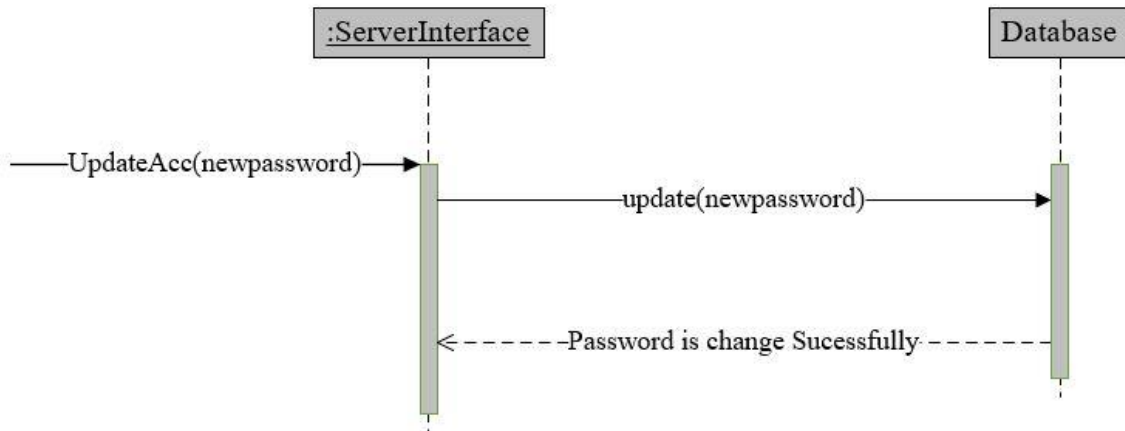 :ServerInterface
Database
UpdateAcc(newpassword)
update(newpassword)
Password is change Sucessfully